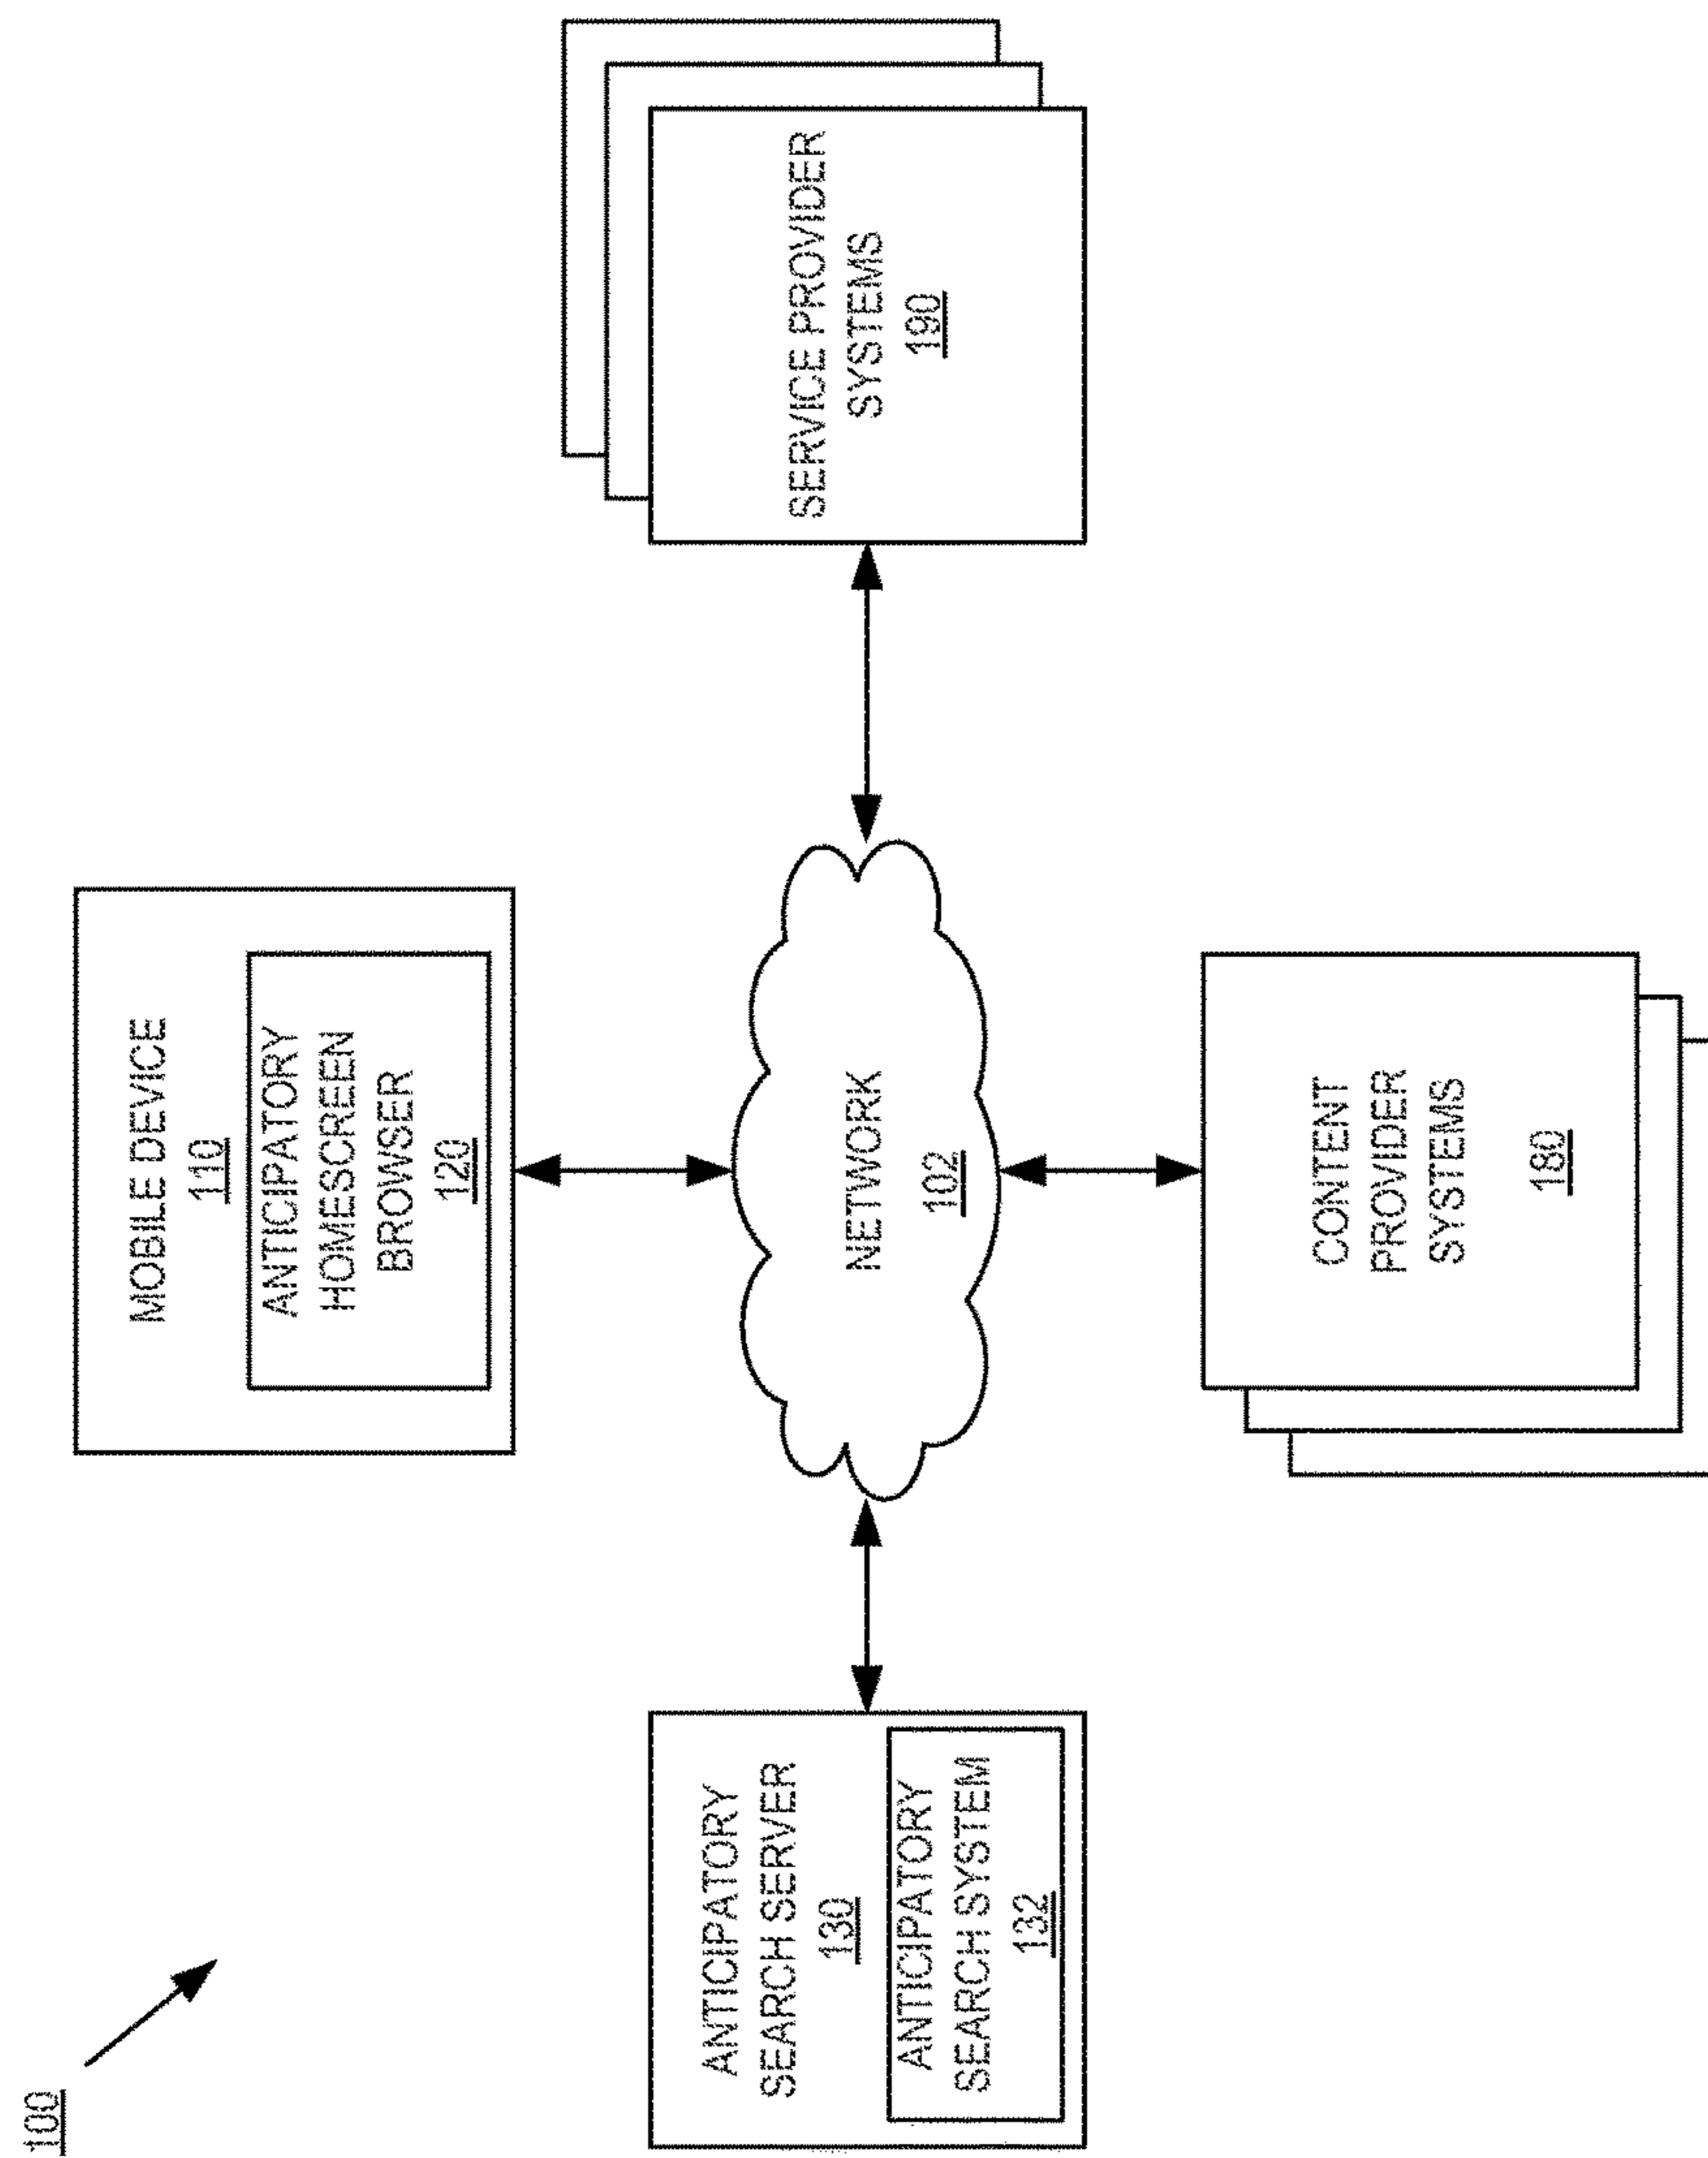 100
MOBILE DEVICE
110
ANTICIPATORY
HOMESCREEN
BROWSER
120
ANTICIPATORY
SEARCH SERVER
130
ANTICIPATORY
SEARCH SYSTEM
132
NETWORK
102
SERVICE PROVIDER
SYSTEMS
190
CONTENT
PROVIDER
SYSTEMS
180